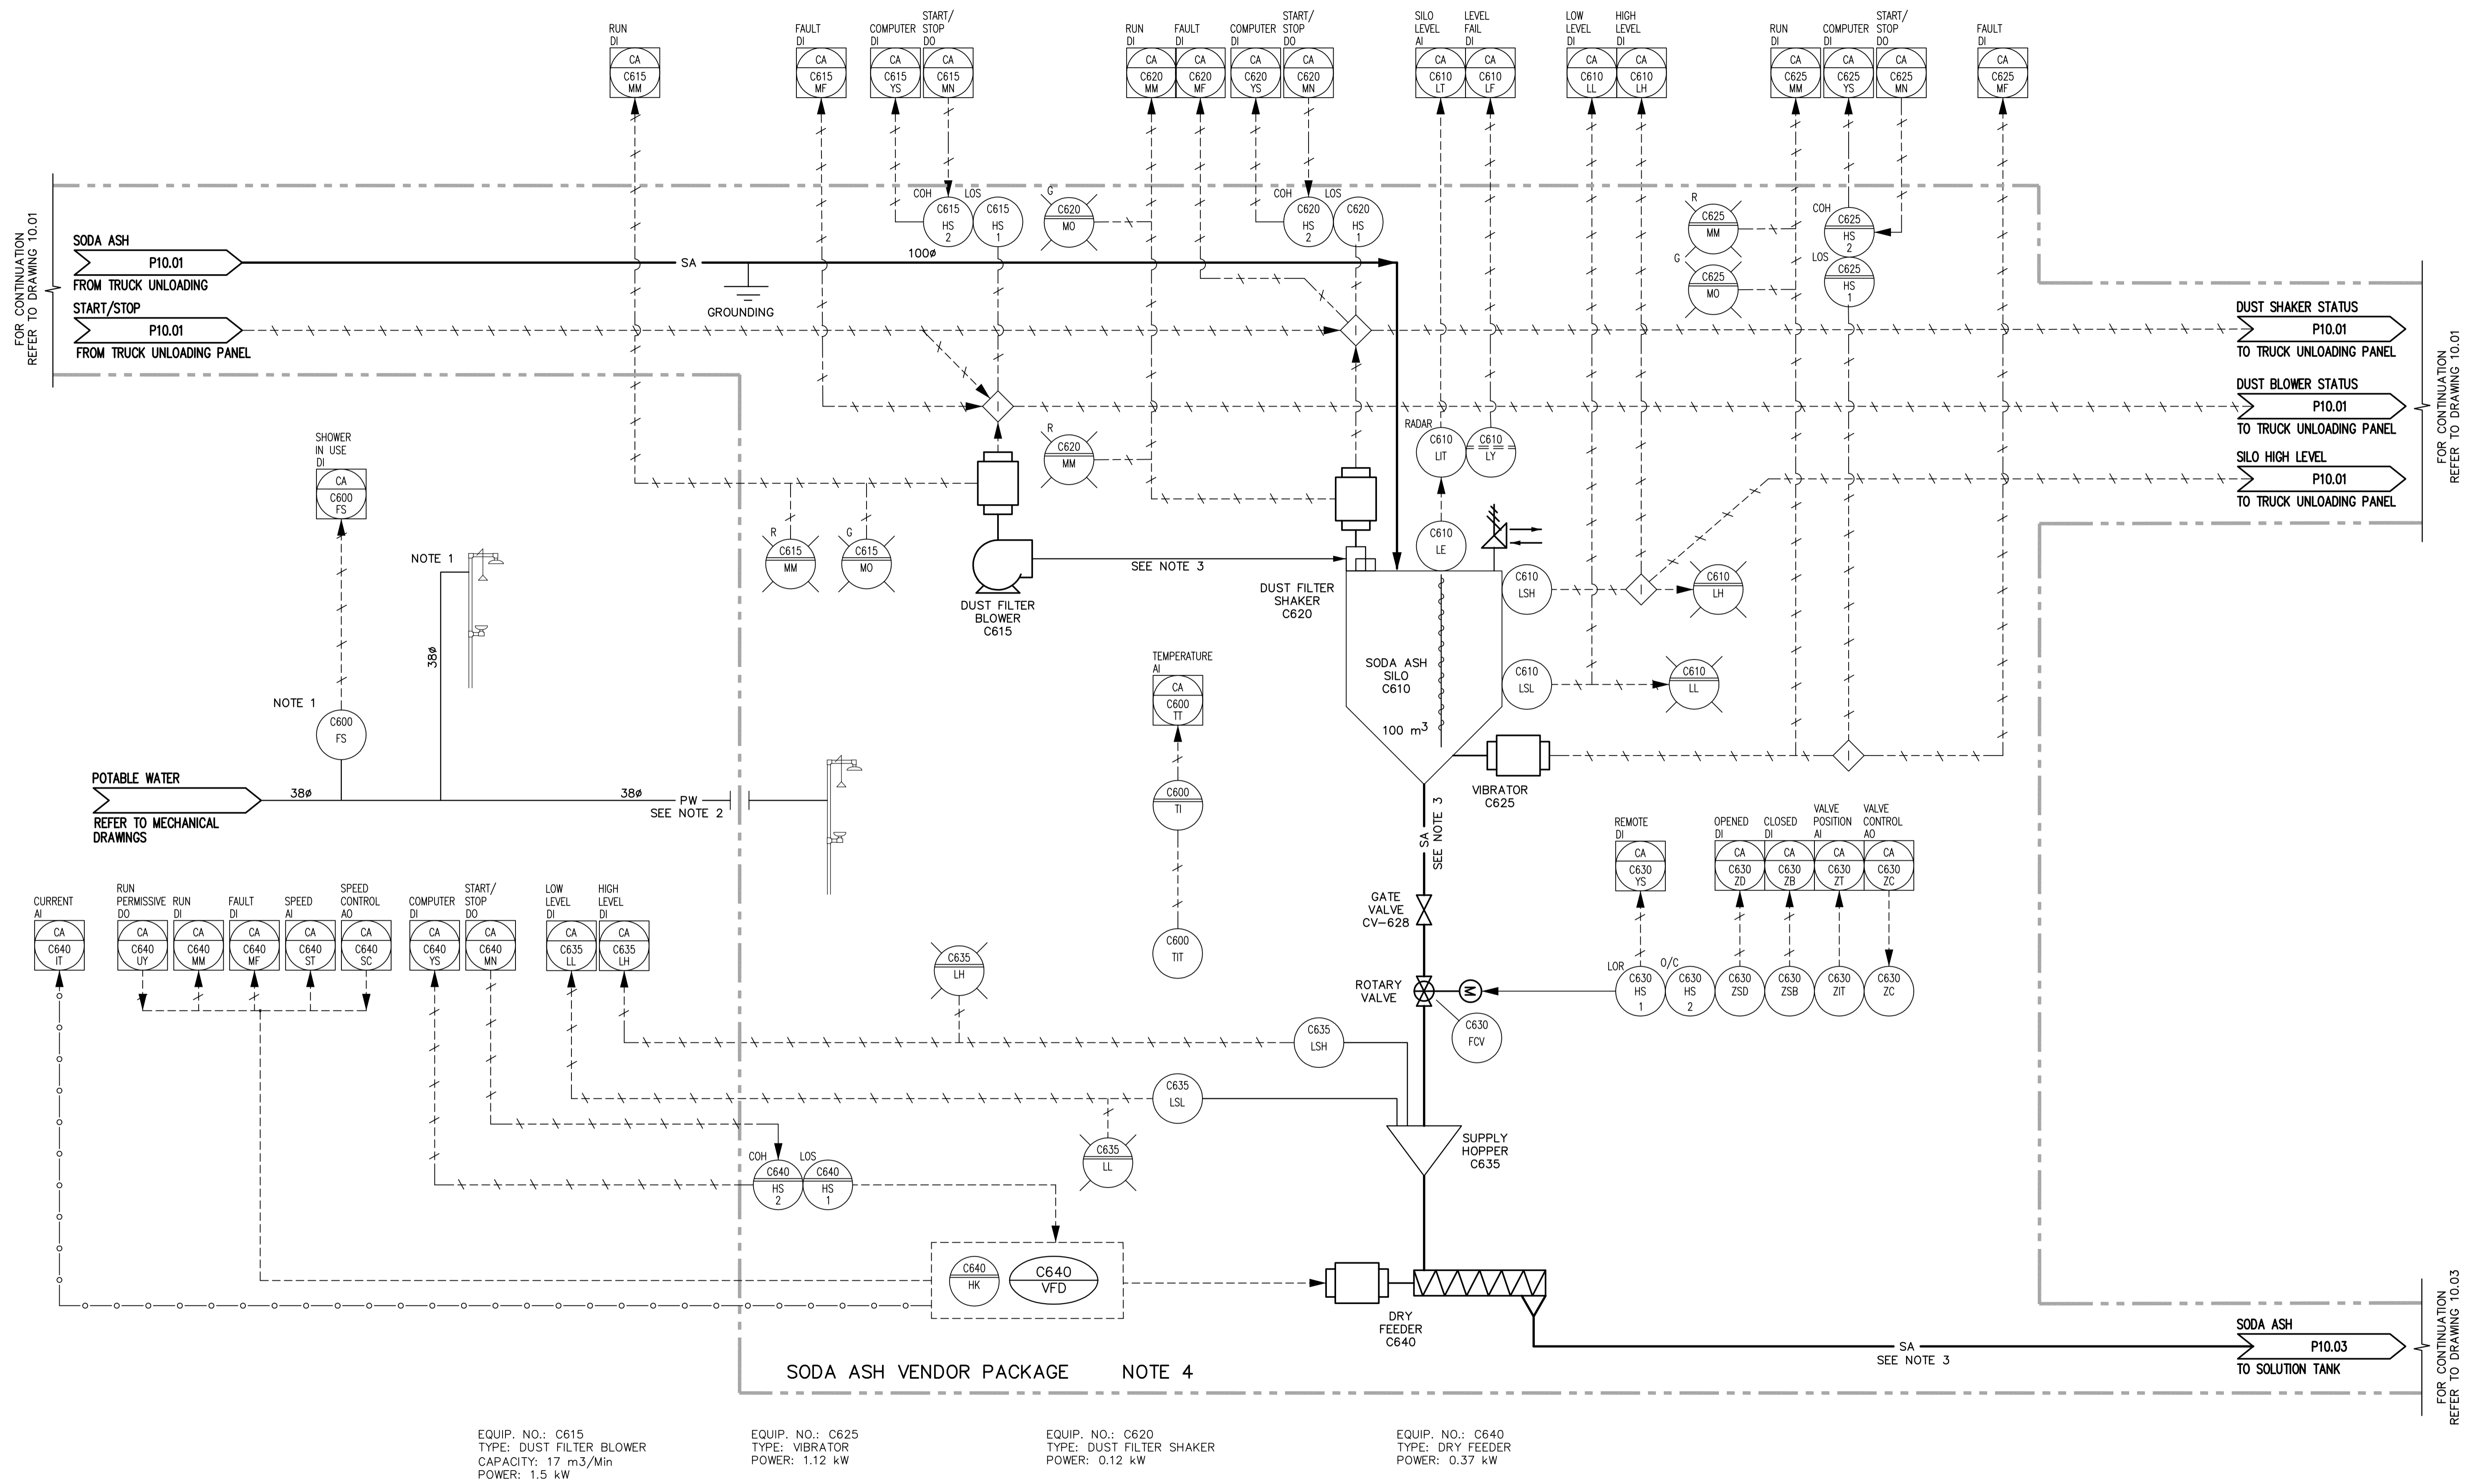 RUN
DI
CA
C615
MM
FAULT
DI
CA
C615
MF
COMPUTER
DI
CA
C615
YS
START/
STOP
DO
CA
C615
MN
RUN
DI
CA
C620
MM
FAULT
DI
CA
C620
MF
COMPUTER
DI
CA
C620
YS
START/
STOP
DO
CA
C620
MN
SILO
LEVEL
AI
CA
C610
LT
LEVEL
FAIL
DI
CA
C610
LF
LOW
LEVEL
DI
CA
C610
LL
HIGH
LEVEL
DI
CA
C610
LH
RUN
DI
CA
C625
MM
COMPUTER
DI
CA
C625
YS
START/
STOP
DO
CA
C625
MN
FAULT
DI
CA
C625
MF
FOR CONTINUATION
REFER TO DRAWING 10.01
SODA ASH
P10.01
FROM TRUCK UNLOADING
START/STOP
P10.01
FROM TRUCK UNLOADING PANEL
SA
GROUNDING
100ø
COH
LOS
C615
HS
2
C615
HS
1
G
C620
MO
COH
LOS
C620
HS
2
C620
HS
1
R
C625
MM
G
C625
MO
COH
C625
HS
2
LOS
C625
HS
1
I
I
DUST SHAKER STATUS
P10.01
TO TRUCK UNLOADING PANEL
DUST BLOWER STATUS
P10.01
TO TRUCK UNLOADING PANEL
SILO HIGH LEVEL
P10.01
TO TRUCK UNLOADING PANEL
FOR CONTINUATION
REFER TO DRAWING 10.01
SHOWER
IN USE
DI
CA
C600
FS
NOTE 1
38ø
NOTE 1
C600
FS
POTABLE WATER
REFER TO MECHANICAL
DRAWINGS
38ø
38ø
PW
SEE NOTE 2
R
C615
MM
G
C615
MO
R
C620
MM
DUST FILTER
BLOWER
C615
SEE NOTE 3
DUST FILTER
SHAKER
C620
RADAR
C610
LIT
C610
LY
C610
LE
C610
LSH
I
C610
LH
SODA ASH
SILO
C610
100 m3
C610
LSL
C610
LL
VIBRATOR
C625
I
TEMPERATURE
AI
CA
C600
TT
C600
TI
C600
TIT
SA
SEE NOTE 3
GATE
VALVE
CV-628
ROTARY
VALVE
M
C630
FCV
REMOTE
DI
CA
C630
YS
OPENED
DI
CA
C630
ZD
CLOSED
DI
CA
C630
ZB
VALVE
POSITION
AI
CA
C630
ZT
VALVE
CONTROL
AO
CA
C630
ZC
LOR
C630
HS
1
O/C
C630
HS
2
C630
ZSD
C630
ZSB
C630
ZIT
C630
ZC
CURRENT
AI
CA
C640
IT
RUN
PERMISSIVE
DO
CA
C640
UY
RUN
DI
CA
C640
MM
FAULT
DI
CA
C640
MF
SPEED
AI
CA
C640
ST
SPEED
CONTROL
AO
CA
C640
SC
COMPUTER
DI
CA
C640
YS
START/
STOP
DO
CA
C640
MN
LOW
LEVEL
DI
CA
C635
LL
HIGH
LEVEL
DI
CA
C635
LH
C635
LH
C635
LSH
C635
LSL
C635
LL
COH
LOS
C640
HS
2
C640
HS
1
SUPPLY
HOPPER
C635
C640
HK
C640
VFD
DRY
FEEDER
C640
SA
SEE NOTE 3
SODA ASH
P10.03
TO SOLUTION TANK
FOR CONTINUATION
REFER TO DRAWING 10.03
SODA ASH VENDOR PACKAGE NOTE 4
EQUIP. NO.: C615
TYPE: DUST FILTER BLOWER
CAPACITY: 17 m3/Min
POWER: 1.5 kW
EQUIP. NO.: C625
TYPE: VIBRATOR
POWER: 1.12 kW
EQUIP. NO.: C620
TYPE: DUST FILTER SHAKER
POWER: 0.12 kW
EQUIP. NO.: C640
TYPE: DRY FEEDER
POWER: 0.37 kW